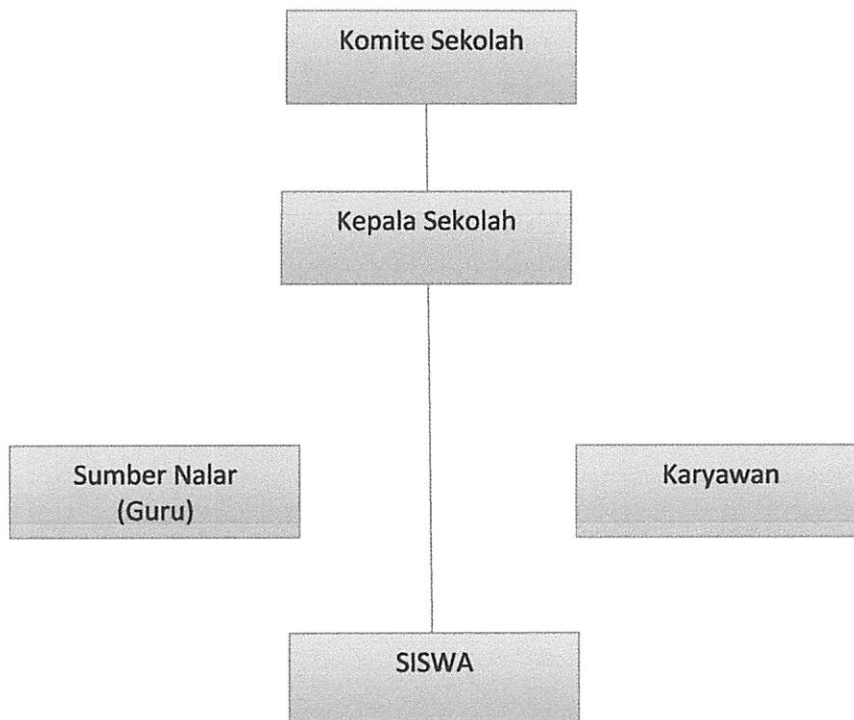 Komite Sekolah
Kepala Sekolah
Sumber Nalar
(Guru)
Karyawan
SISWA